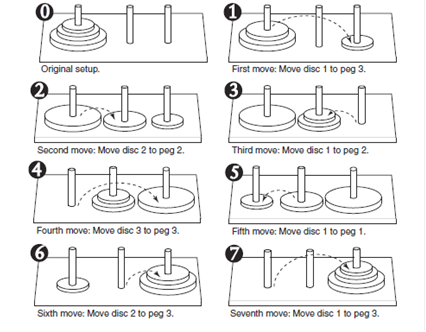 0
Original setup.
1
First move: Move disc 1 to peg 3.
2
Second move: Move disc 2 to peg 2.
3
Third move: Move disc 1 to peg 2.
4
Fourth move: Move disc 3 to peg 3.
5
Fifth move: Move disc 1 to peg 1.
6
Sixth move: Move disc 2 to peg 3.
7
Seventh move: Move disc 1 to peg 3.